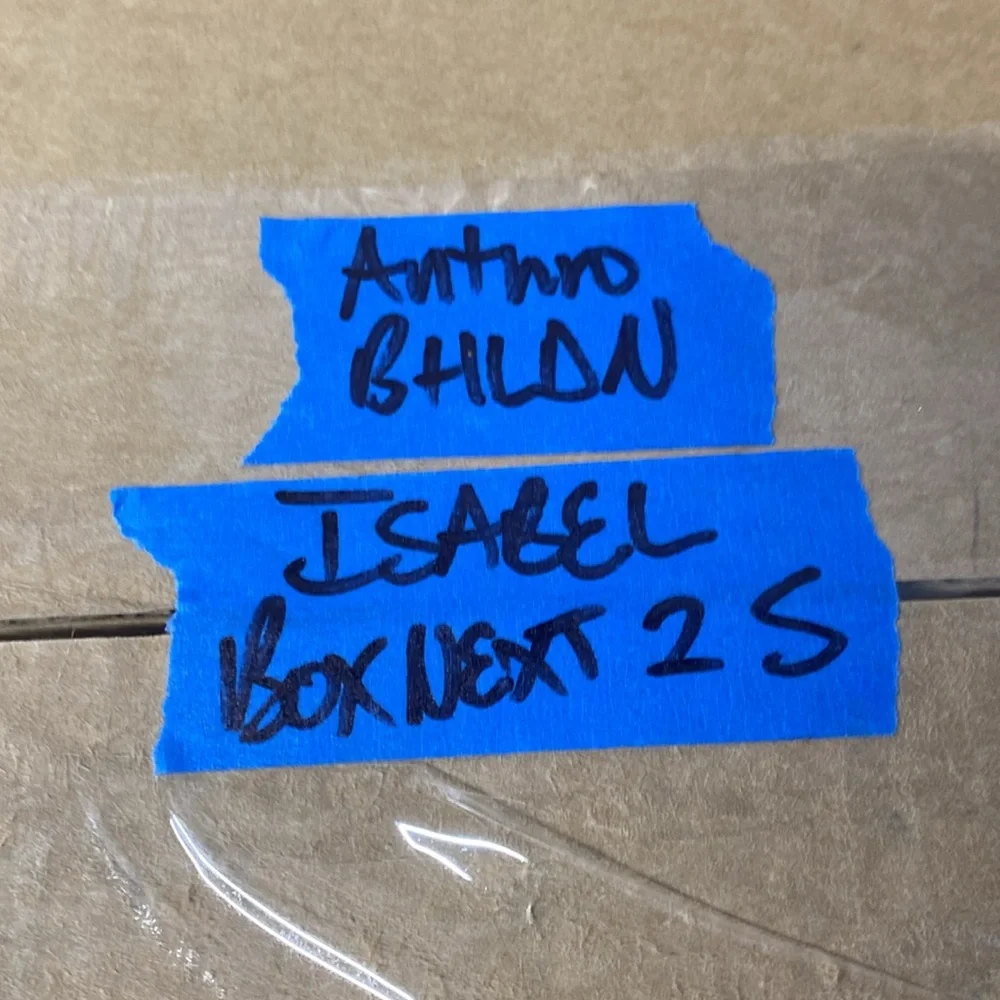 Anthro
BHLDN
ISABEL
BOX NEXT 2 S